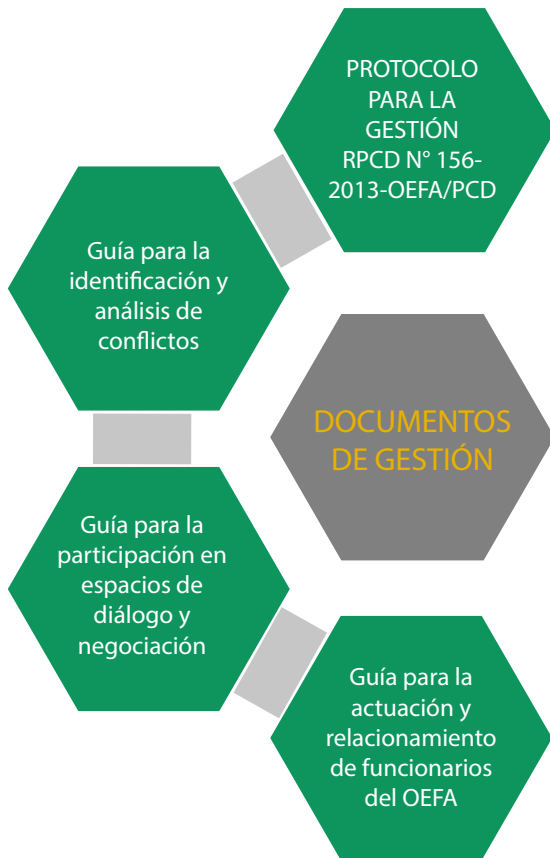 PROTOCOLO
PARA LA
GESTIÓN
RPCD N° 156-
2013-OEFA/PCD
Guía para la
identificación y
análisis de
conflictos
DOCUMENTOS
DE GESTIÓN
Guía para la
participación en
espacios de
diálogo y
negociación
Guía para la
actuación y
relacionamiento
de funcionarios
del OEFA